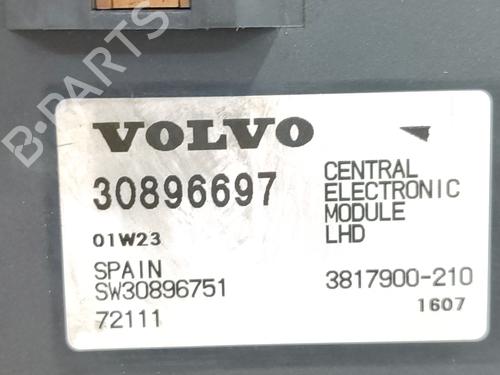 B-PARTS
VOLVO
30896697
01W23
SPAIN
SW30896751
72111
CENTRAL
ELECTRONIC
MODULE
LHD
3817900-210
1607